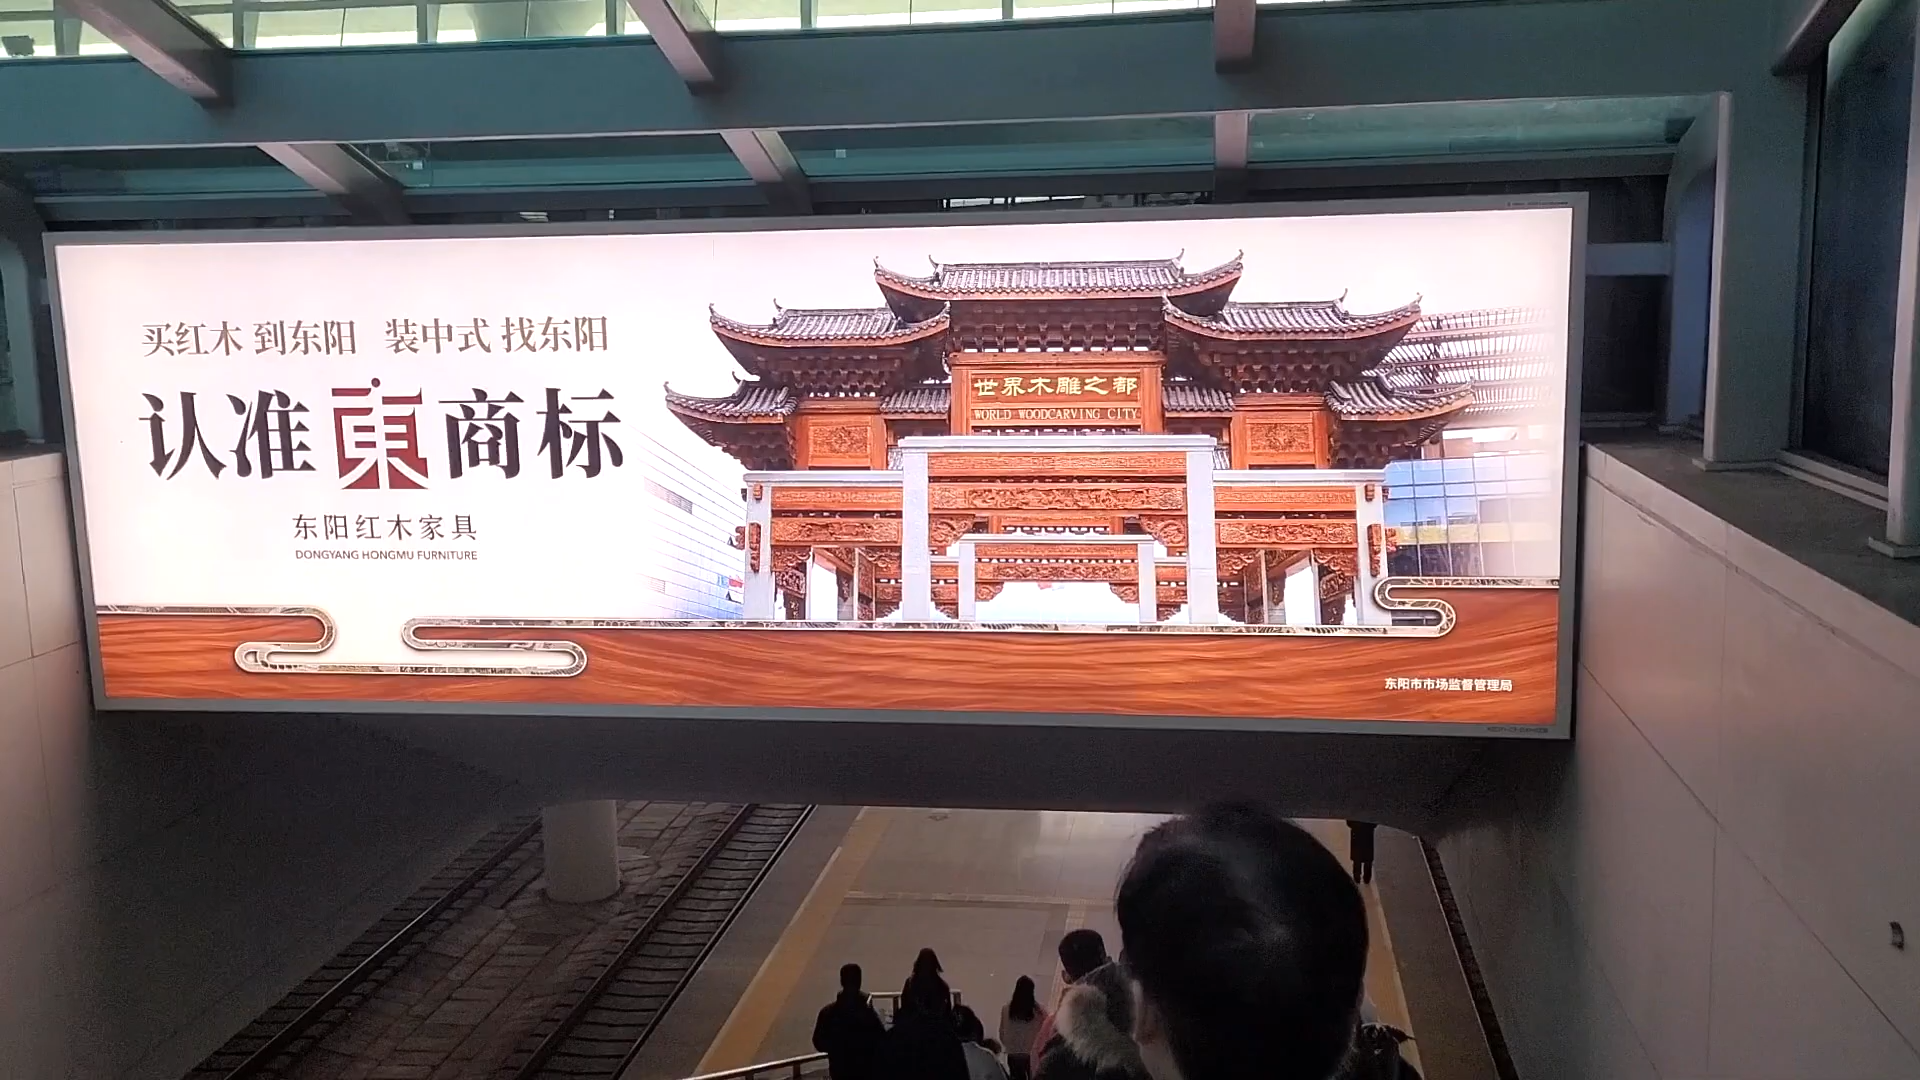 买红木 到东阳 装中式 找东阳
认准東商标
东阳红木家具
DONGYANG HONGMU FURNITURE
世界木雕之都
WORLD WOODCARVING CITY
东阳市市场监督管理局